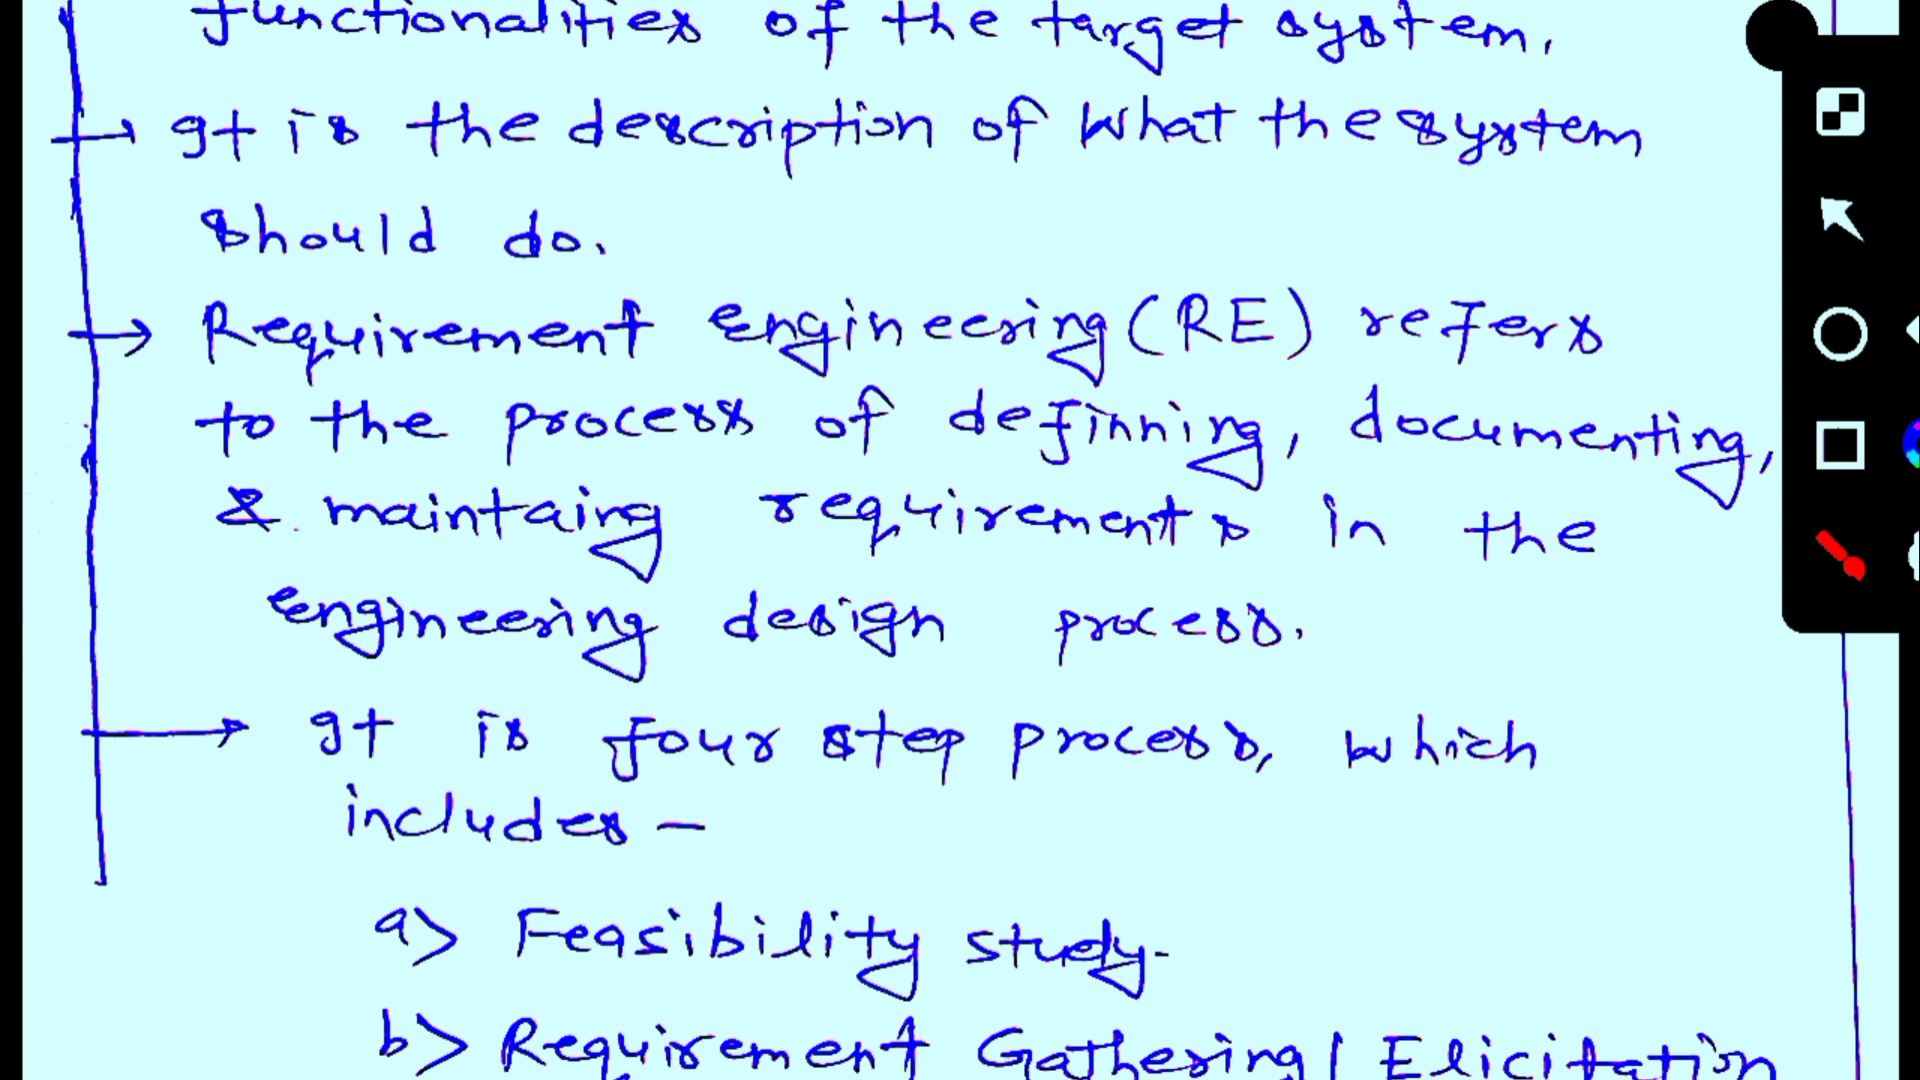 functionalities of the target system.
It is the description of what the system
should do.
Requirement engineering (RE) refers
to the process of definning, documenting,
& maintaing requirements in the
engineering design process.
It is four step process, which
includes -
a> Feasibility study.
b> Requirement Gathering / Elicitation